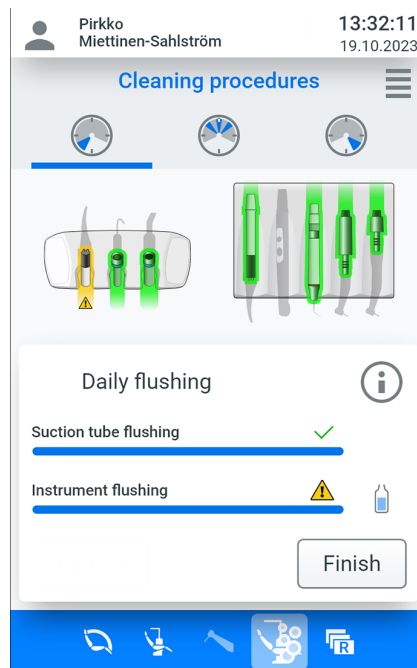 Pirkko
Miettinen-Sahlström
13:32:11
19.10.2023
Cleaning procedures
Daily flushing
Suction tube flushing
Instrument flushing
Finish
R